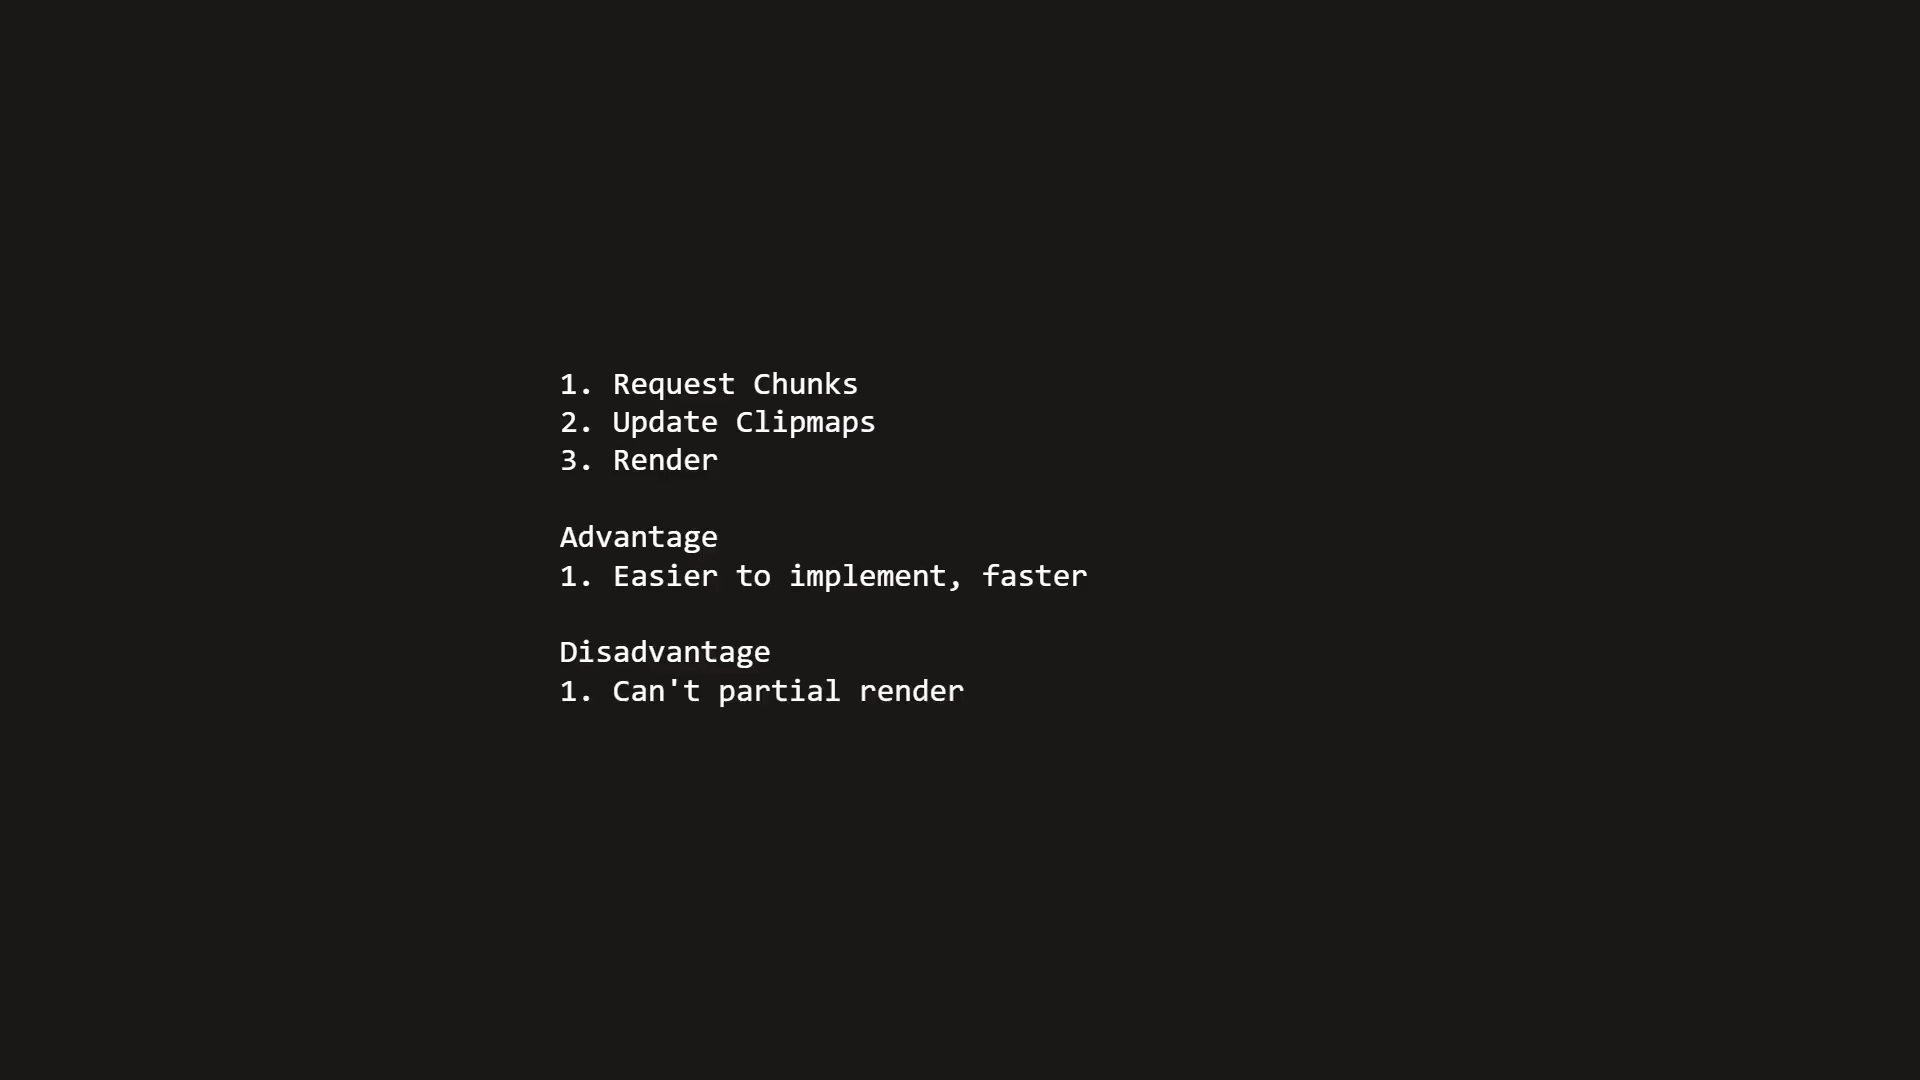 1. Request Chunks
2. Update Clipmaps
3. Render
Advantage
1. Easier to implement, faster
Disadvantage
1. Can't partial render